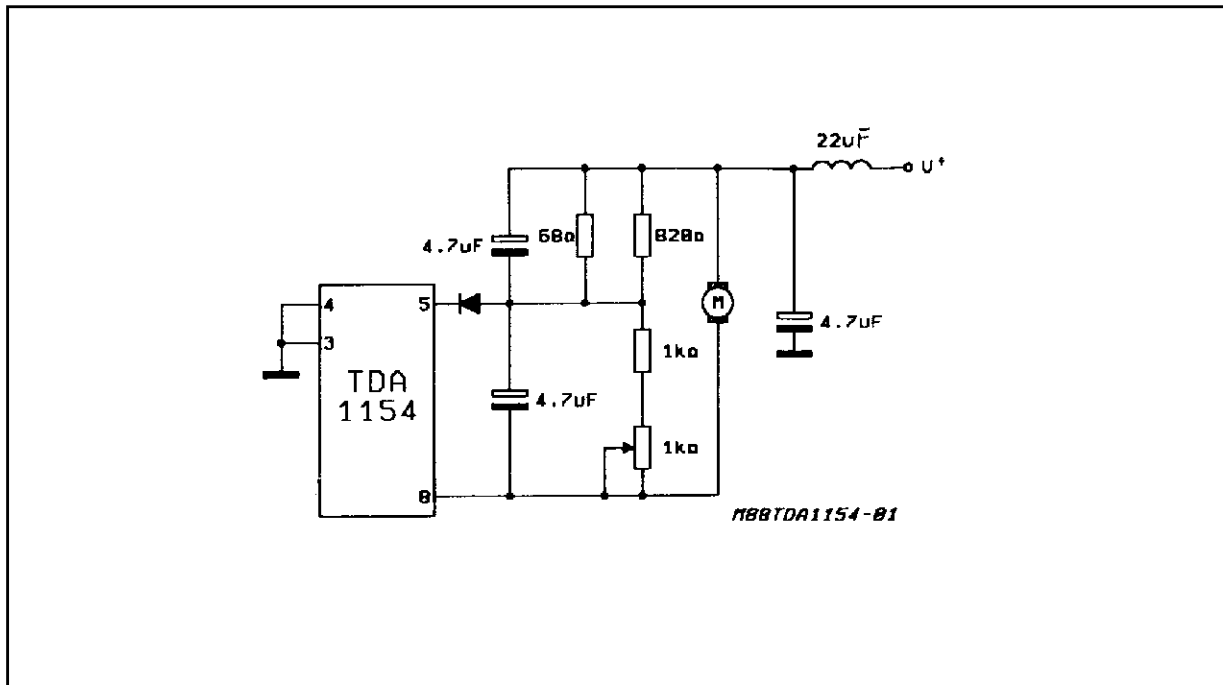 22uF
U+
4.7uF
68Ω
820Ω
4
5
M
4.7uF
3
1kΩ
TDA
1154
4.7uF
1kΩ
8
M88TDA1154-01